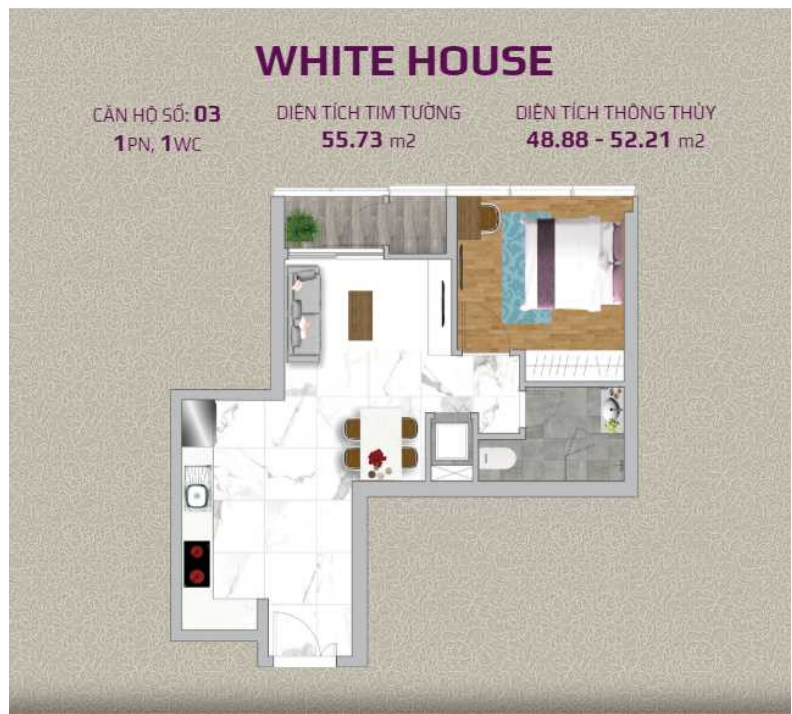 WHITE HOUSE
CĂN HỘ SỐ: 03
1PN, 1WC
DIỆN TÍCH TIM TƯỜNG
55.73 m2
DIỆN TÍCH THÔNG THỦY
48.88 - 52.21 m2